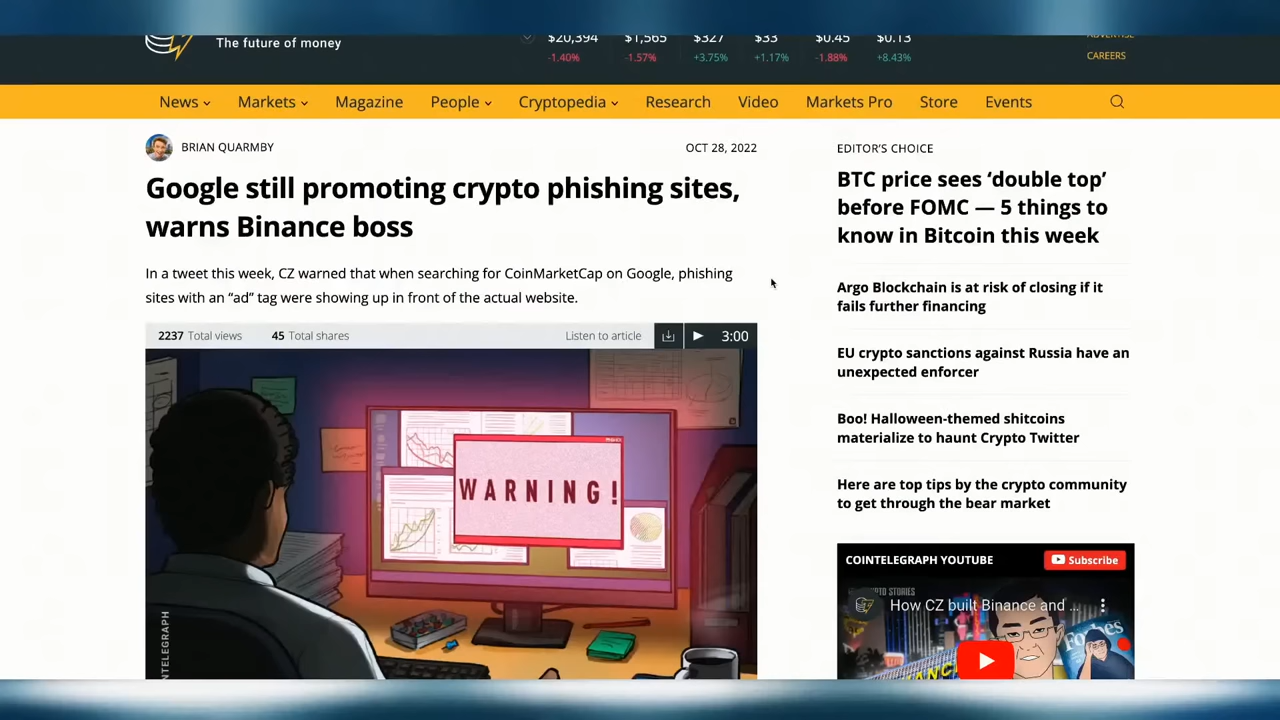 The future of money
$20,394 $1,565 $327 $33 $0.45 $0.13
-1.40% -1.57% +3.75% +1.17% -1.88% +8.43%
ADVERTISE
CAREERS
News Markets Magazine People Cryptopedia Research Video Markets Pro Store Events
BRIAN QUARMBY OCT 28, 2022
Google still promoting crypto phishing sites,
warns Binance boss
In a tweet this week, CZ warned that when searching for CoinMarketCap on Google, phishing
sites with an “ad” tag were showing up in front of the actual website.
2237 Total views 45 Total shares Listen to article 3:00
WARNING!
NTELEGRAPH
EDITOR’S CHOICE
BTC price sees ‘double top’
before FOMC — 5 things to
know in Bitcoin this week
Argo Blockchain is at risk of closing if it
fails further financing
EU crypto sanctions against Russia have an
unexpected enforcer
Boo! Halloween-themed shitcoins
materialize to haunt Crypto Twitter
Here are top tips by the crypto community
to get through the bear market
COINTELEGRAPH YOUTUBE Subscribe
How CZ built Binance and ...
Forbes